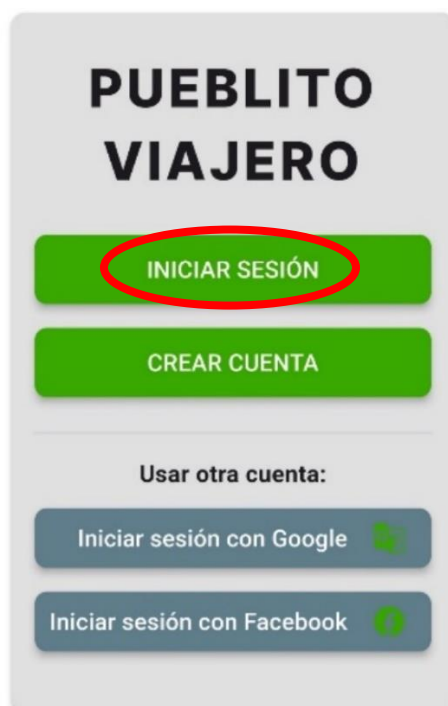 PUEBLITO
VIAJERO
INICIAR SESIÓN
CREAR CUENTA
Usar otra cuenta:
Iniciar sesión con Google
Iniciar sesión con Facebook